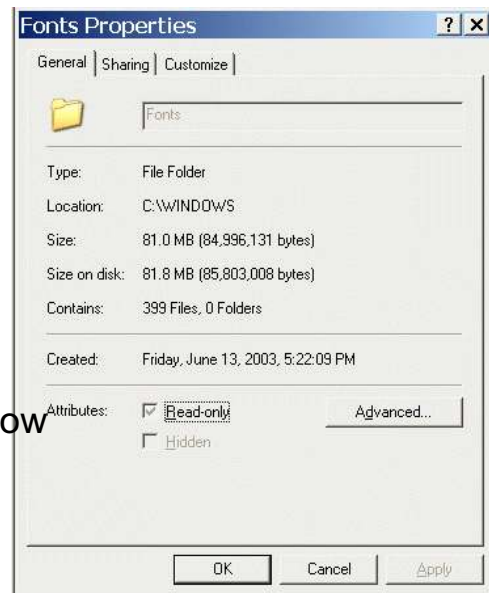 Fonts Properties
? ×
General Sharing Customize
Fonts
Type: File Folder
Location: C:\WINDOWS
Size: 81.0 MB (84,996,131 bytes)
Size on disk: 81.8 MB (85,803,008 bytes)
Contains: 399 Files, 0 Folders
Created: Friday, June 13, 2003, 5:22:09 PM
ow
Attributes: Read-only Advanced...
Hidden
OK Cancel Apply